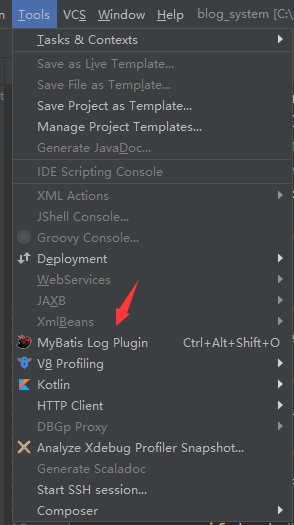 Tools VCS Window Help blog_system [C:\
Tasks & Contexts
Save as Live Template...
Save File as Template...
Save Project as Template...
Manage Project Templates...
Generate JavaDoc...
IDE Scripting Console
XML Actions
JShell Console...
Groovy Console...
Deployment
WebServices
JAXB
XmlBeans
MyBatis Log Plugin Ctrl+Alt+Shift+O
V8 Profiling
Kotlin
HTTP Client
DBGp Proxy
Analyze Xdebug Profiler Snapshot...
Generate Scaladoc
Start SSH session...
Composer